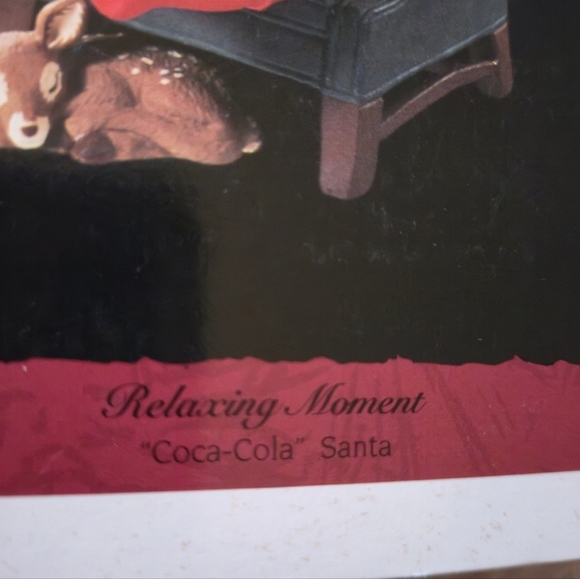 Relaxing Moment
“Coca-Cola” Santa